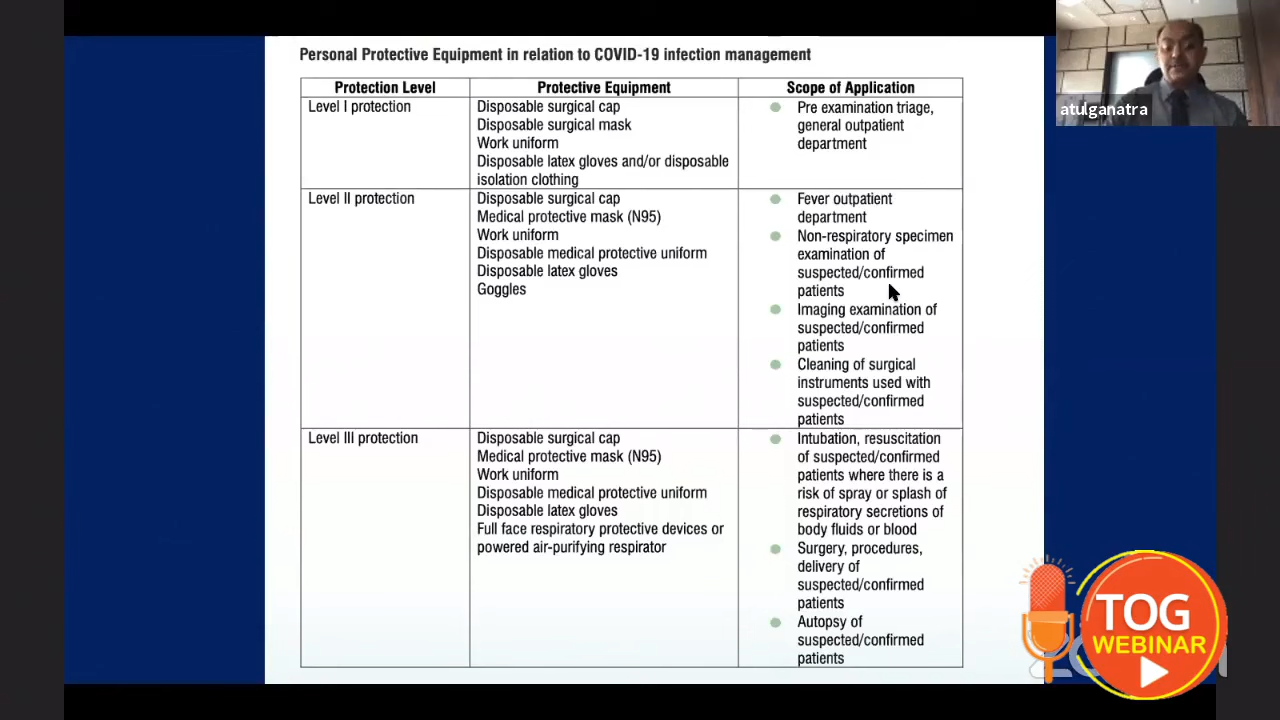 Personal Protective Equipment in relation to COVID-19 infection management
Protection Level
Protective Equipment
Scope of Application
Level I protection
Disposable surgical cap
Disposable surgical mask
Work uniform
Disposable latex gloves and/or disposable
isolation clothing
Pre examination triage,
general outpatient
department
Level II protection
Disposable surgical cap
Medical protective mask (N95)
Work uniform
Disposable medical protective uniform
Disposable latex gloves
Goggles
Fever outpatient
department
Non-respiratory specimen
examination of
suspected/confirmed
patients
Imaging examination of
suspected/confirmed
patients
Cleaning of surgical
instruments used with
suspected/confirmed
patients
Level III protection
Disposable surgical cap
Medical protective mask (N95)
Work uniform
Disposable medical protective uniform
Disposable latex gloves
Full face respiratory protective devices or
powered air-purifying respirator
Intubation, resuscitation
of suspected/confirmed
patients where there is a
risk of spray or splash of
respiratory secretions of
body fluids or blood
Surgery, procedures,
delivery of
suspected/confirmed
patients
Autopsy of
suspected/confirmed
patients
atulganatra
TOG
WEBINAR